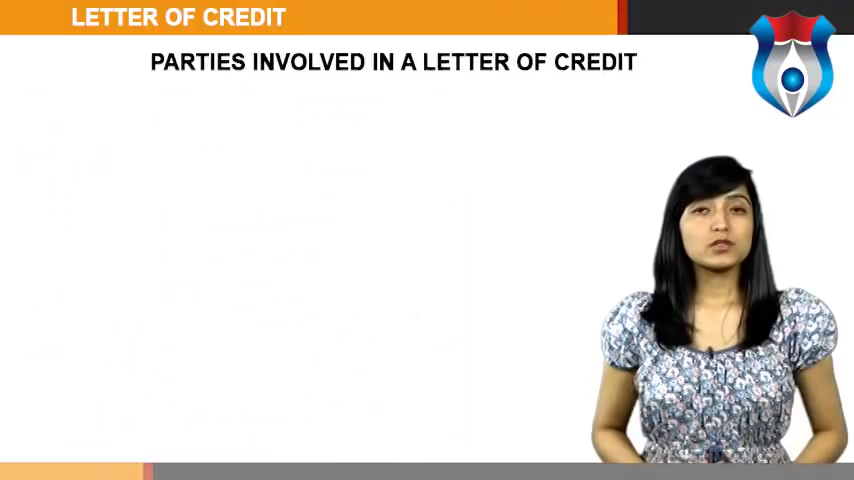 LETTER OF CREDIT
PARTIES INVOLVED IN A LETTER OF CREDIT